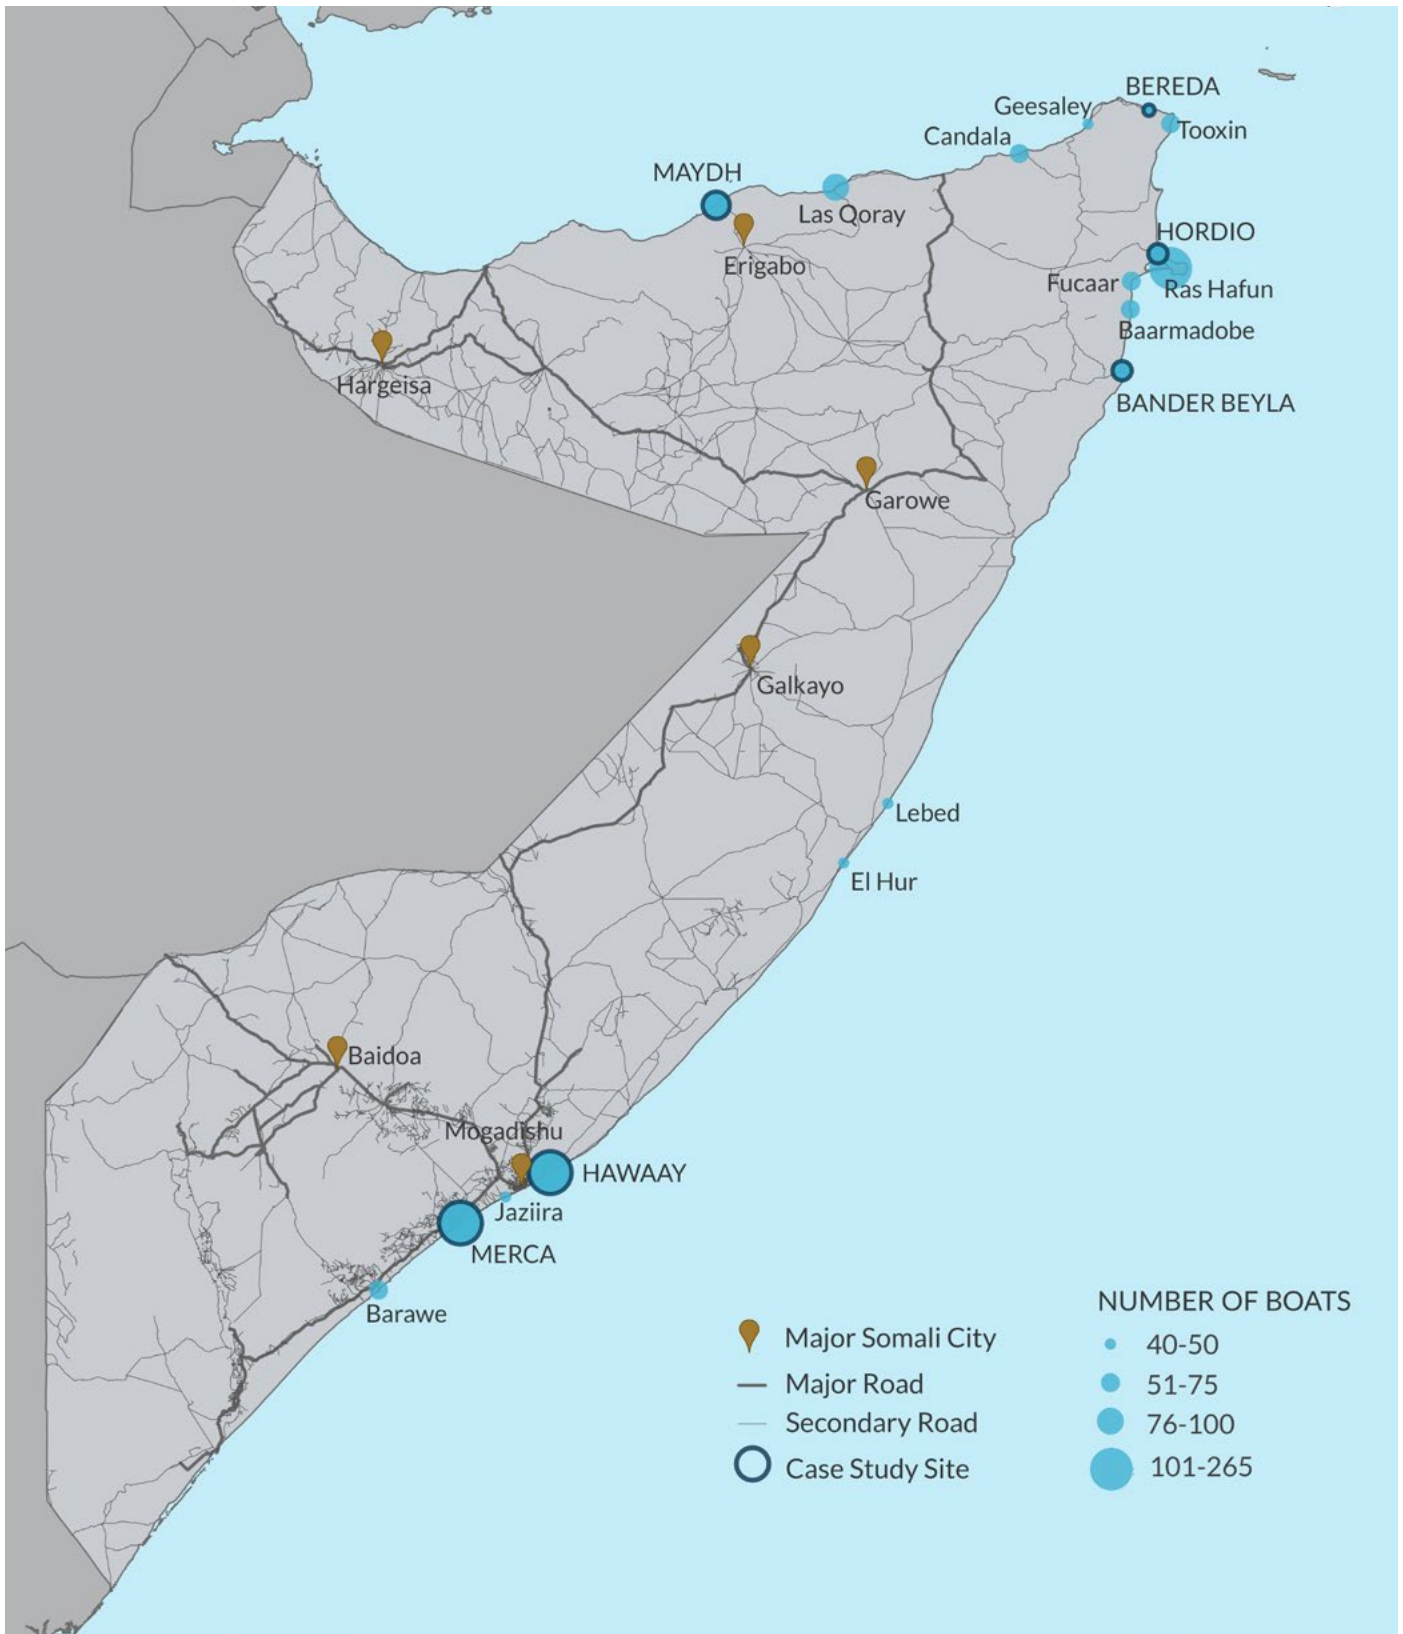 BEREDA
Geesaley
Tooxin
Candala
MAYDH
Las Qoray
HORDIO
Erigabo
Fucaar
Ras Hafun
Baarmadobe
Hargeisa
BANDER BEYLA
Garowe
Galkayo
Lebed
El Hur
Baidoa
Mogadishu
HAWAAY
Jaziira
MERCA
Barawe
Major Somali City
Major Road
Secondary Road
Case Study Site
NUMBER OF BOATS
40-50
51-75
76-100
101-265